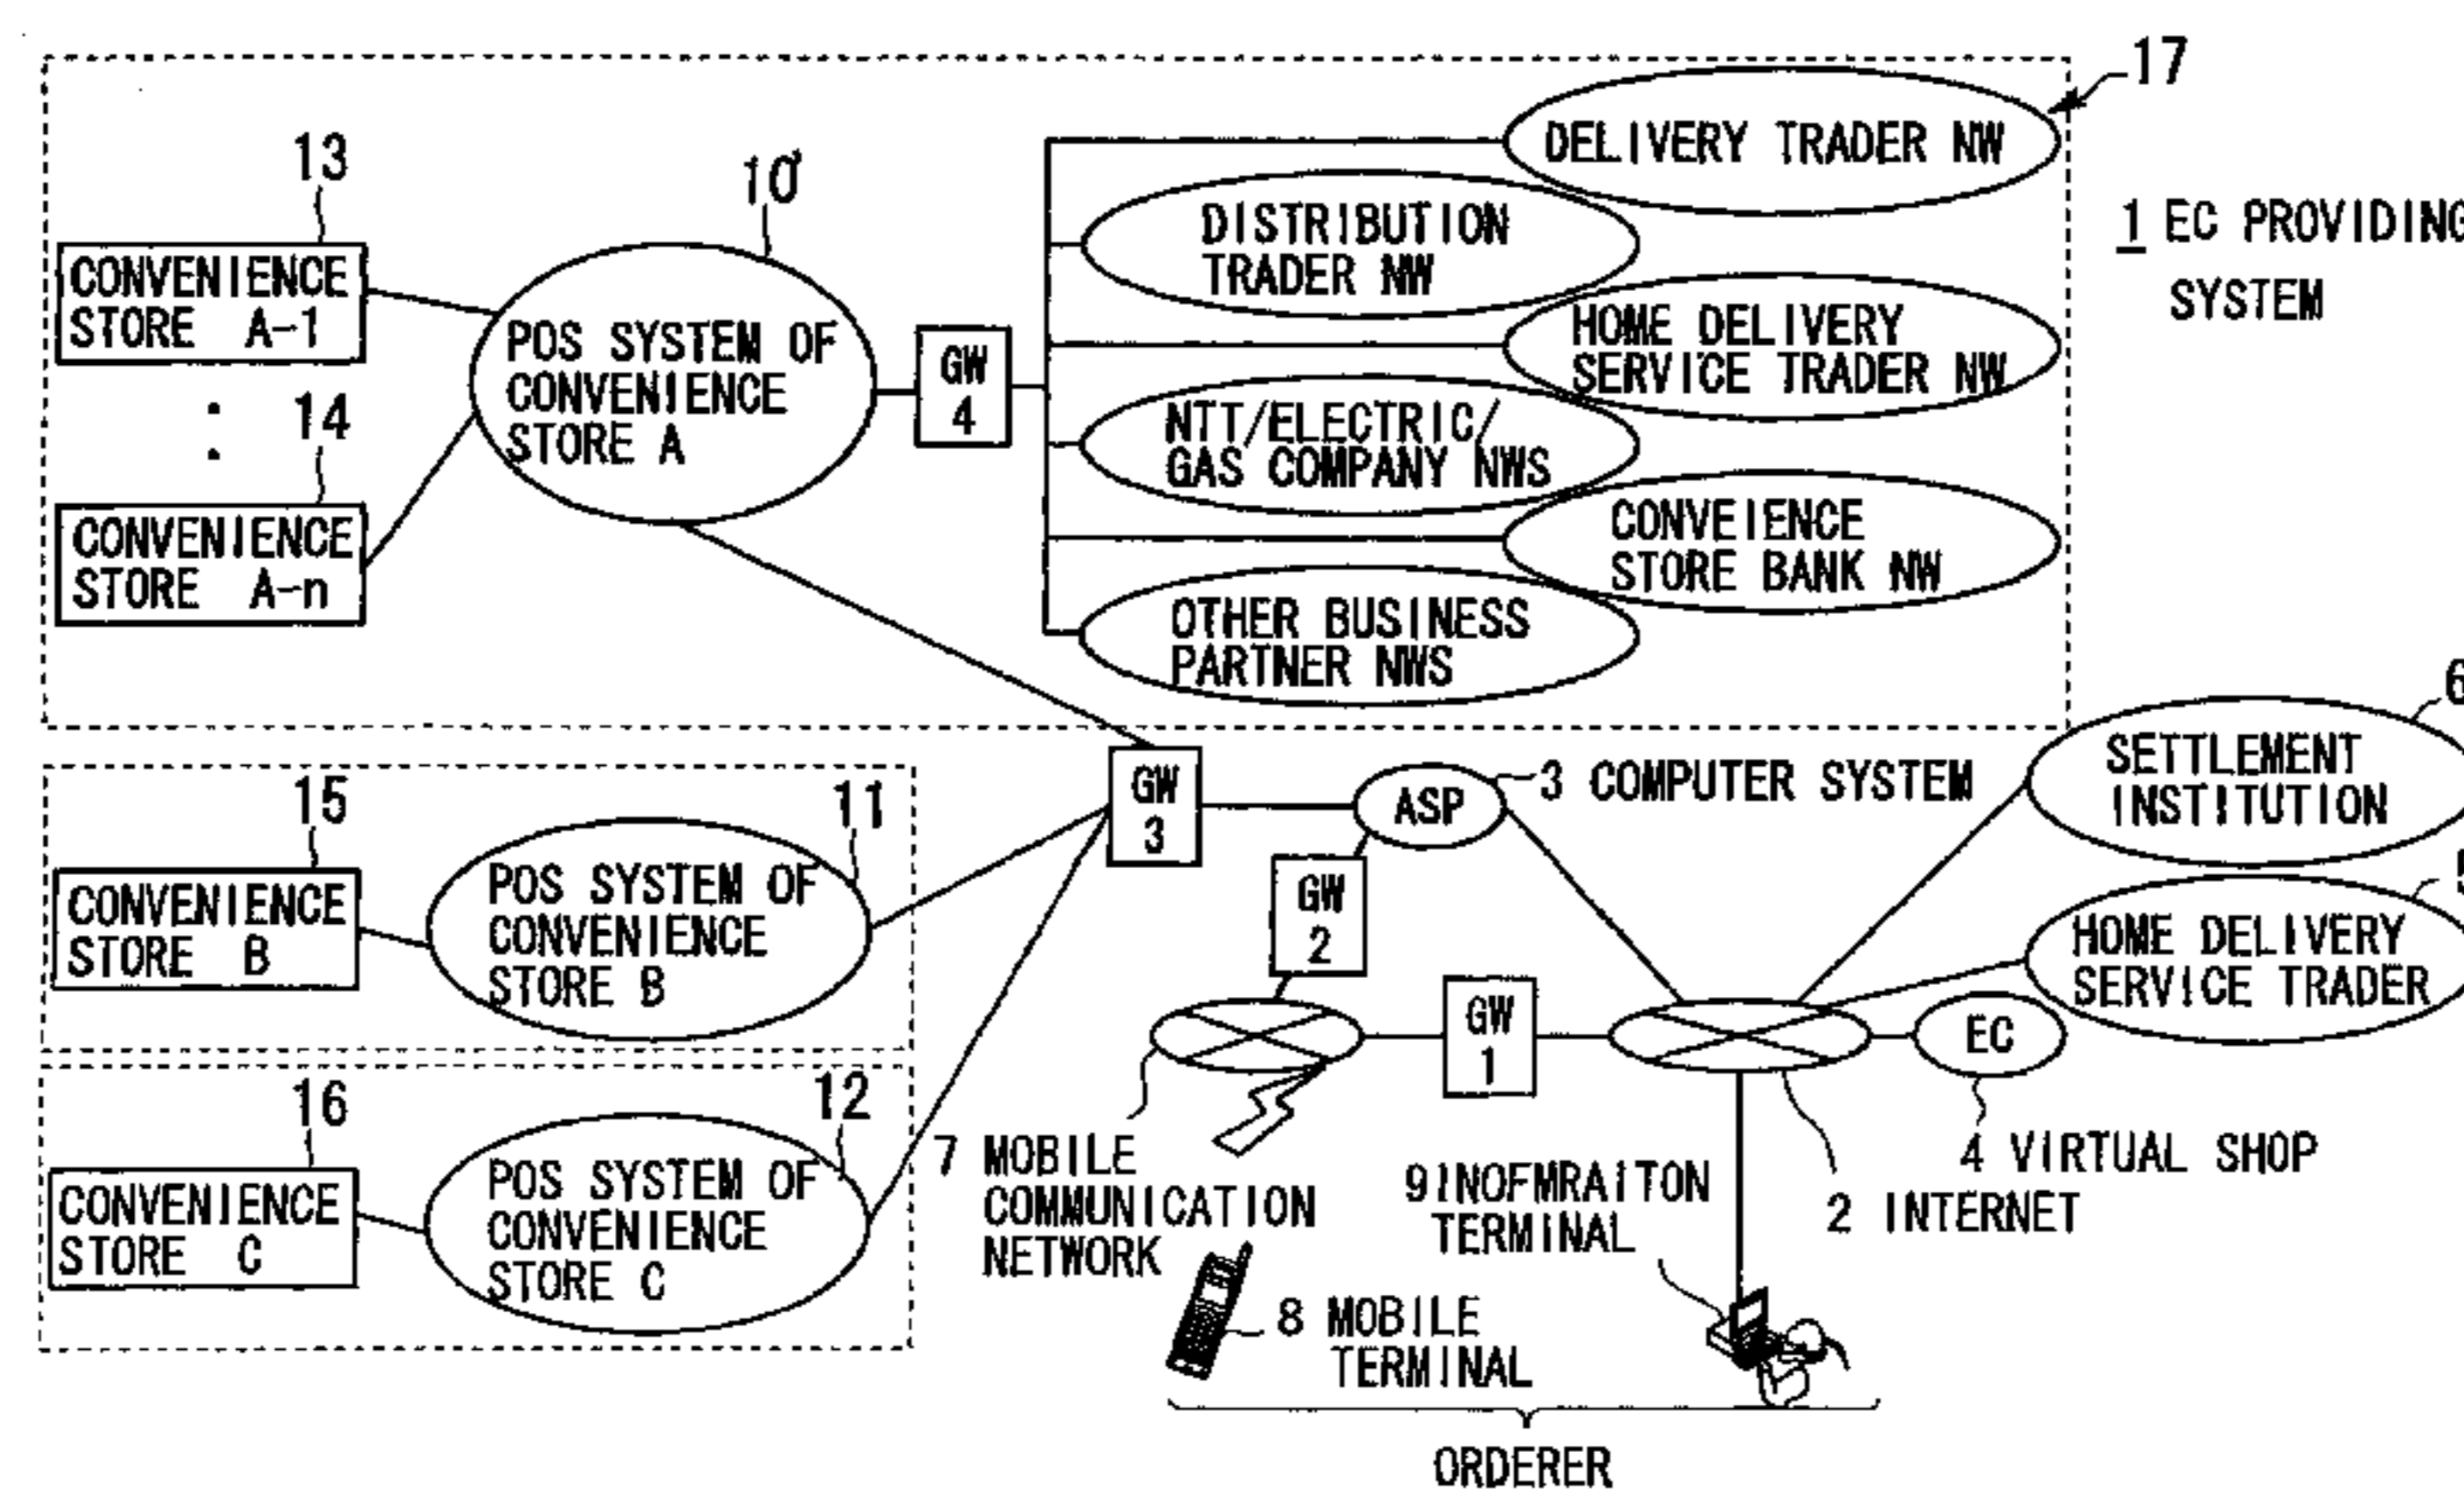 17
13
10'
DELIVERY TRADER NW
DISTRIBUTION
TRADER NW
1 EC PROVIDING
SYSTEM
CONVENIENCE
STORE A-1
POS SYSTEM OF
CONVENIENCE
STORE A
GW
4
HOME DELIVERY
SERVICE TRADER NW
14
NTT/ELECTRIC/
GAS COMPANY NWS
CONVENIENCE
STORE A-n
CONVEIENCE
STORE BANK NW
OTHER BUSINESS
PARTNER NWS
6
SETTLEMENT
INSTITUTION
15
11
GW
3
ASP
3 COMPUTER SYSTEM
CONVENIENCE
STORE B
POS SYSTEM OF
CONVENIENCE
STORE B
GW
2
5
HOME DELIVERY
SERVICE TRADER
GW
1
EC
16
12
CONVENIENCE
STORE C
POS SYSTEM OF
CONVENIENCE
STORE C
7 MOBILE
COMMUNICATION
NETWORK
9INOFMRAITON
TERMINAL
4 VIRTUAL SHOP
2 INTERNET
8 MOBILE
TERMINAL
ORDERER